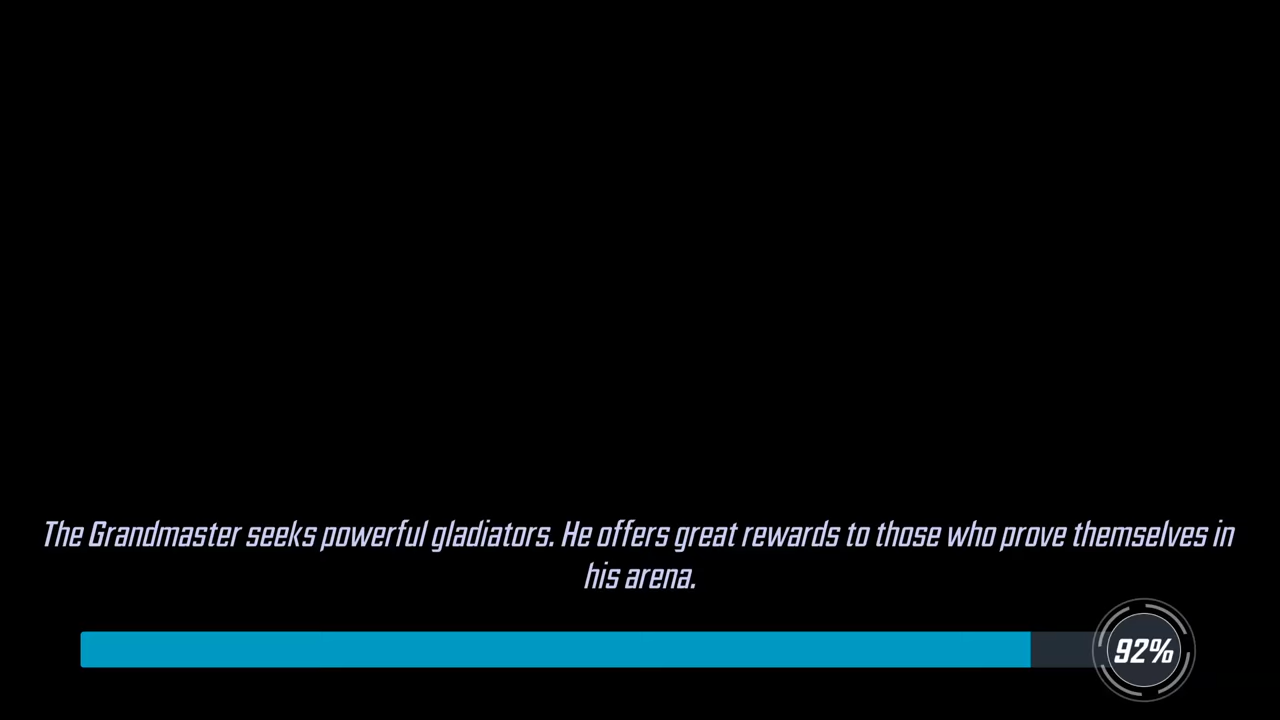 The Grandmaster seeks powerful gladiators. He offers great rewards to those who prove themselves in
his arena.
92%